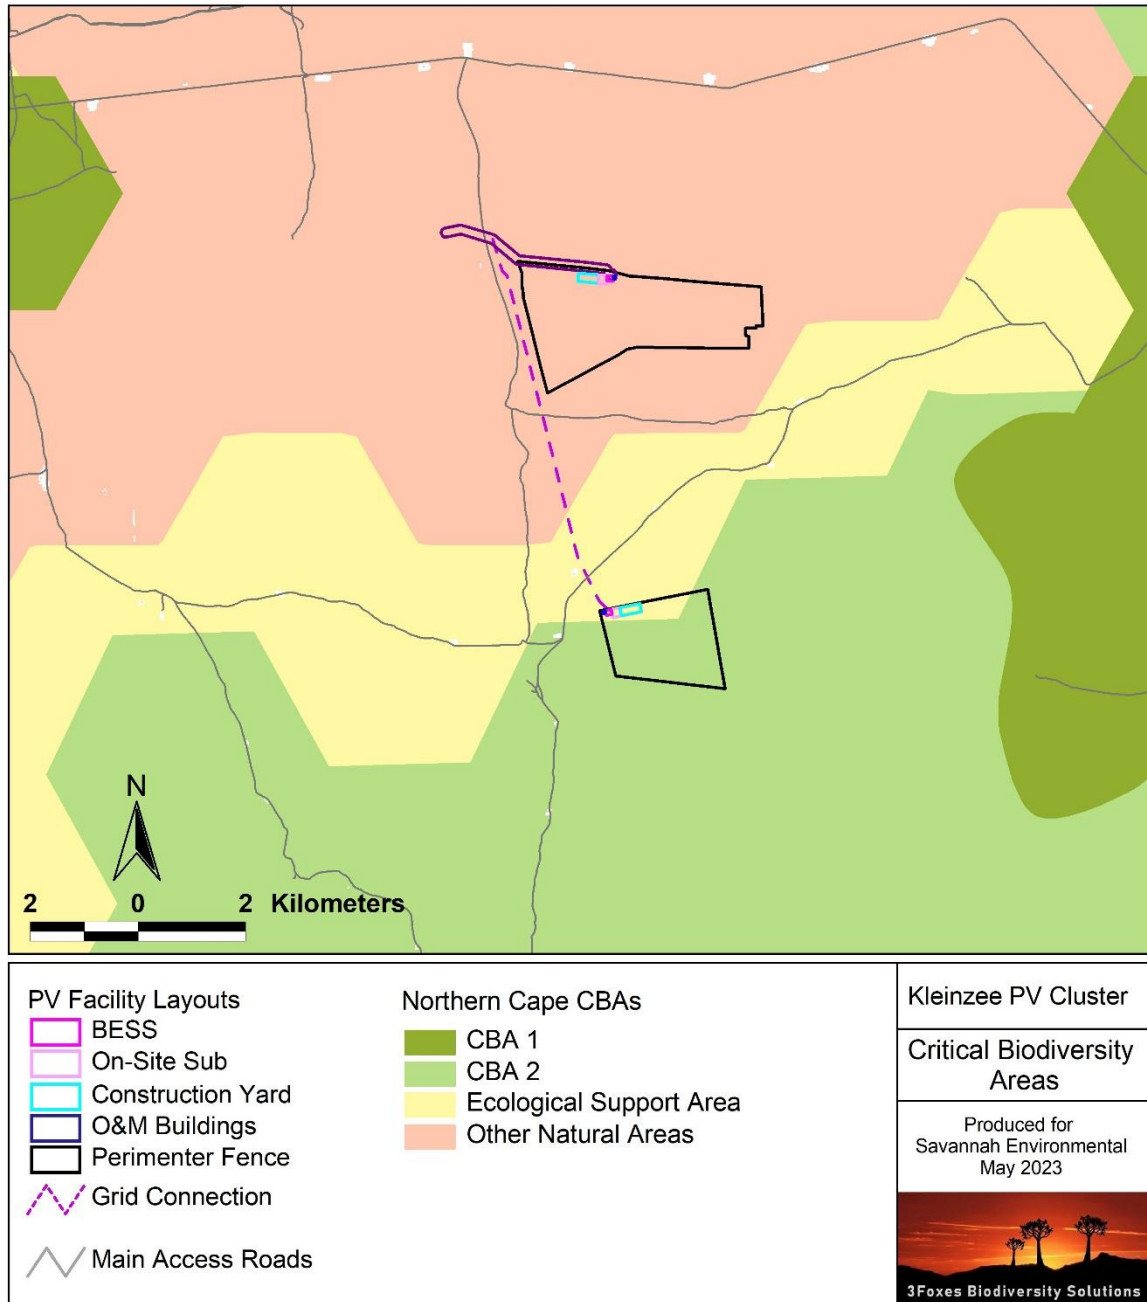 N
2 0 2 Kilometers
PV Facility Layouts
BESS
On-Site Sub
Construction Yard
O&M Buildings
Perimenter Fence
Grid Connection
Main Access Roads
Northern Cape CBAs
CBA 1
CBA 2
Ecological Support Area
Other Natural Areas
Kleinzee PV Cluster
Critical Biodiversity
Areas
Produced for
Savannah Environmental
May 2023
3Foxes Biodiversity Solutions